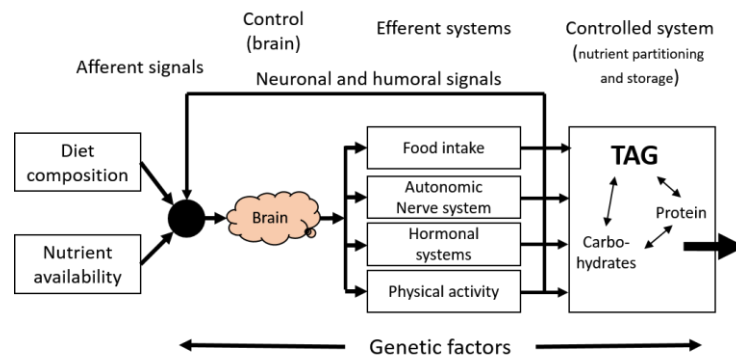 Control
(brain)
Efferent systems
Controlled system
(nutrient partitioning
and storage)
Afferent signals
Neuronal and humoral signals
Diet
composition
Nutrient
availability
Brain
Food intake
Autonomic
Nerve system
Hormonal
systems
Physical activity
TAG
Protein
Carbo-
hydrates
Genetic factors